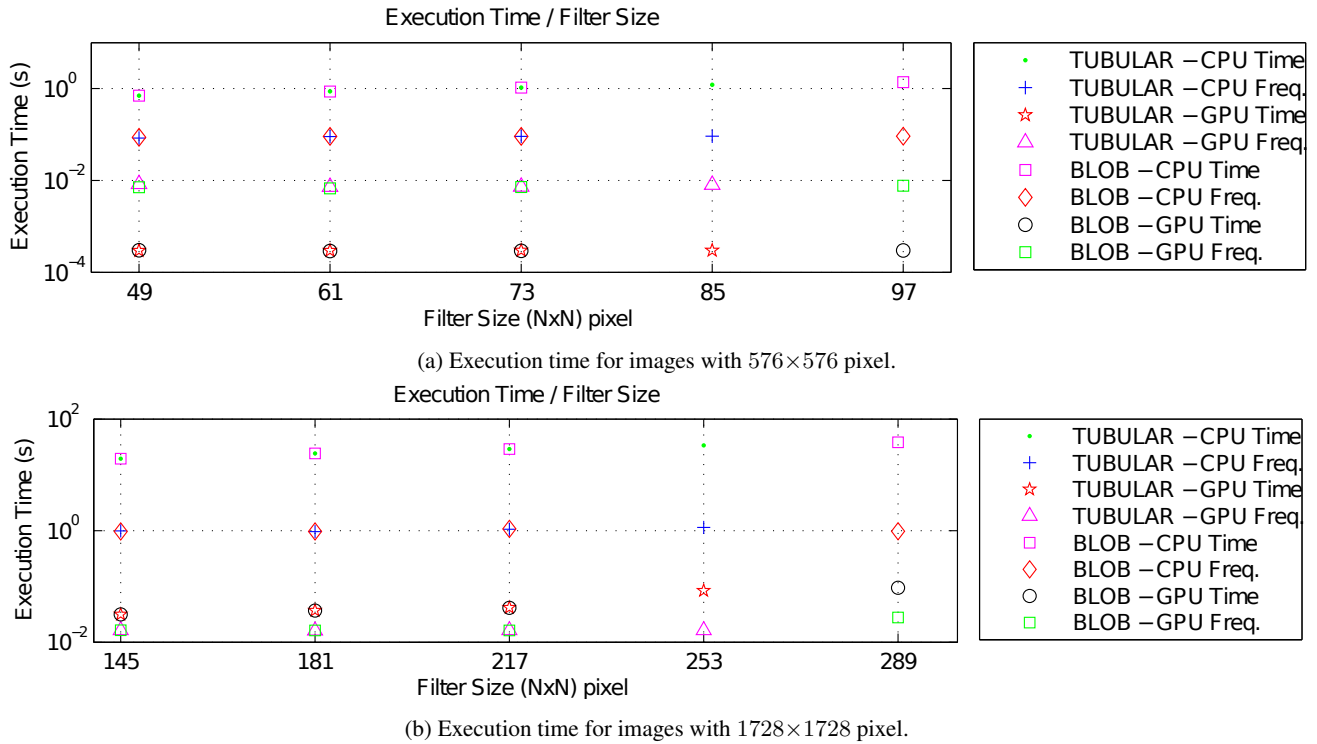 Execution Time / Filter Size
Execution Time (s)
10^0
10^−2
10^−4
49 61 73 85 97
Filter Size (NxN) pixel
TUBULAR −CPU Time
TUBULAR −CPU Freq.
TUBULAR −GPU Time
TUBULAR −GPU Freq.
BLOB −CPU Time
BLOB −CPU Freq.
BLOB −GPU Time
BLOB −GPU Freq.
(a) Execution time for images with 576×576 pixel.
Execution Time / Filter Size
Execution Time (s)
10^2
10^0
10^−2
145 181 217 253 289
Filter Size (NxN) pixel
TUBULAR −CPU Time
TUBULAR −CPU Freq.
TUBULAR −GPU Time
TUBULAR −GPU Freq.
BLOB −CPU Time
BLOB −CPU Freq.
BLOB −GPU Time
BLOB −GPU Freq.
(b) Execution time for images with 1728×1728 pixel.